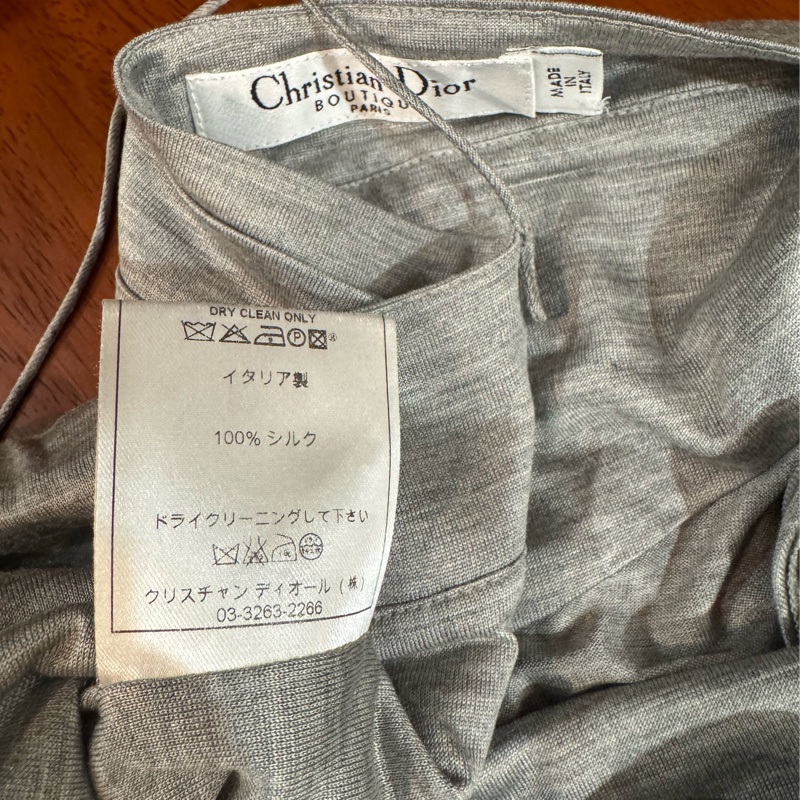 Christian Dior
BOUTIQU
PARIS
MADE
IN
ITALY
DRY CLEAN ONLY
P
イタリア製
100% シルク
ドライクリーニングして下さい
クリスチャン ディオール (株)
03-3263-2266